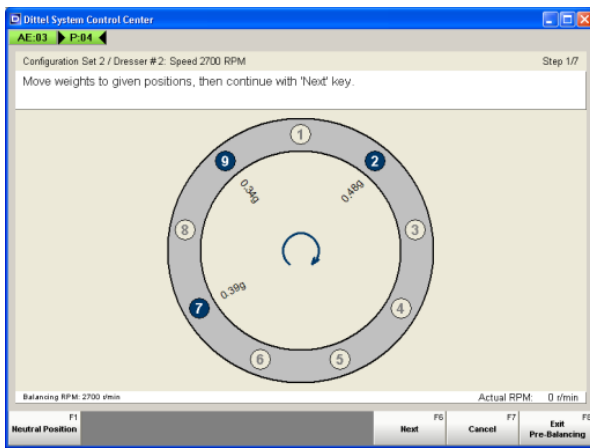 Dittel System Control Center
AE:03 P:04
Configuration Set 2 / Dresser #2: Speed 2700 RPM Step 1/7
Move weights to given positions, then continue with 'Next' key.
1
9 2
0.34g 0.48g
8 3
0.39g
7 4
6 5
Balancing RPM: 2700 r/min Actual RPM: 0 r/min
F1 F6 F7 F8
Neutral Position Next Cancel Exit
Pre-Balancing